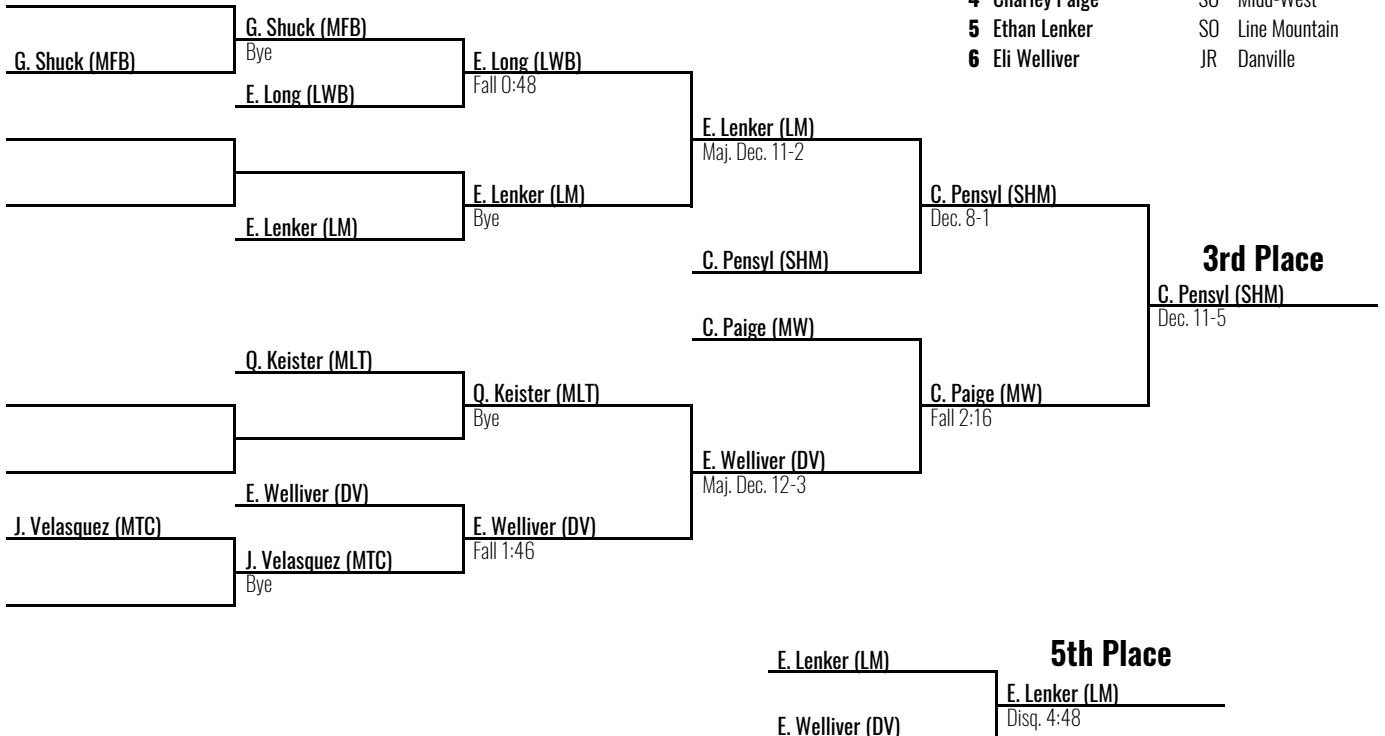 4 Charley Paige SO Midd-West
5 Ethan Lenker SO Line Mountain
6 Eli Welliver JR Danville
G. Shuck (MFB)
G. Shuck (MFB)
Bye
E. Long (LWB)
E. Long (LWB)
Fall 0:48
E. Lenker (LM)
E. Lenker (LM)
Bye
E. Lenker (LM)
Maj. Dec. 11-2
C. Pensyl (SHM)
C. Pensyl (SHM)
Dec. 8-1
3rd Place
C. Pensyl (SHM)
Dec. 11-5
C. Paige (MW)
C. Paige (MW)
Fall 2:16
Q. Keister (MLT)
Q. Keister (MLT)
Bye
E. Welliver (DV)
Maj. Dec. 12-3
E. Welliver (DV)
E. Welliver (DV)
Fall 1:46
J. Velasquez (MTC)
J. Velasquez (MTC)
Bye
5th Place
E. Lenker (LM)
E. Lenker (LM)
Disq. 4:48
E. Welliver (DV)